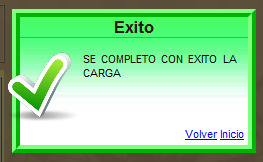 Exito
SE COMPLETO CON EXITO LA
CARGA
Volver Inicio